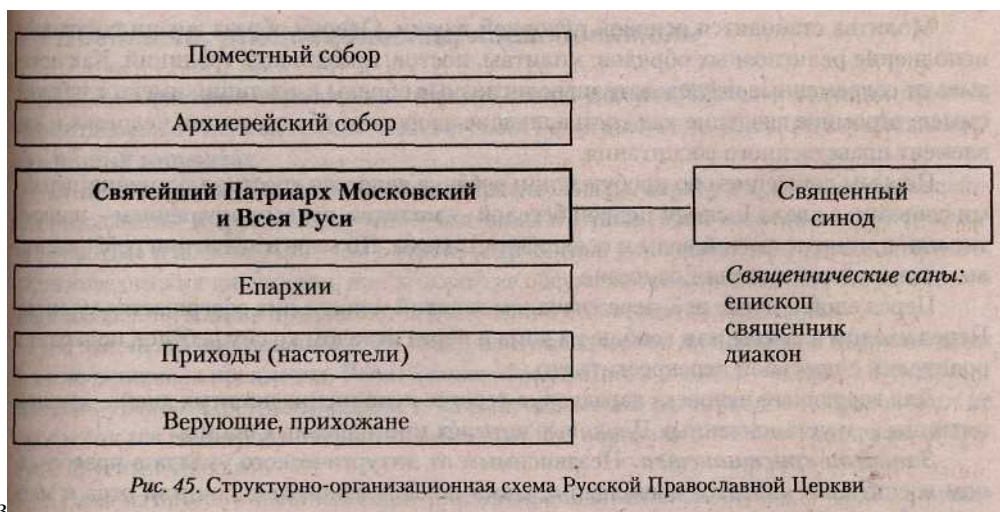 Поместный собор
Архиерейский собор
Святейший Патриарх Московский
и Всея Руси
Священный
синод
Епархии
Приходы (настоятели)
Верующие, прихожане
Священнические саны:
епископ
священник
диакон
Рис. 45. Структурно-организационная схема Русской Православной Церкви
3